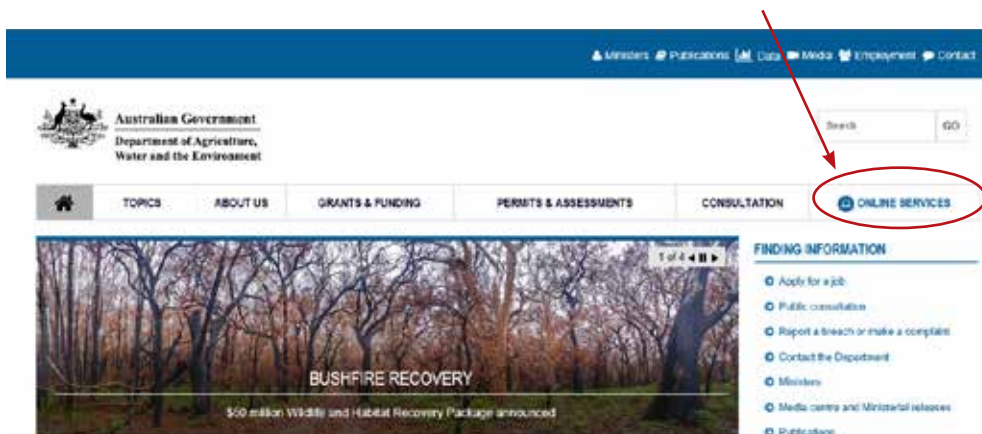 Ministers Publications Data Media Employment Contact
Australian Government
Department of Agriculture,
Water and the Environment
Search GO
TOPICS ABOUT US GRANTS & FUNDING PERMITS & ASSESSMENTS CONSULTATION ONLINE SERVICES
1 of 4
FINDING INFORMATION
Apply for a job
Public consultation
Report a breach or make a complaint
Contact the Department
Ministers
Media centre and Ministerial releases
Publications
BUSHFIRE RECOVERY
$50 million Wildlife and Habitat Recovery Package announced